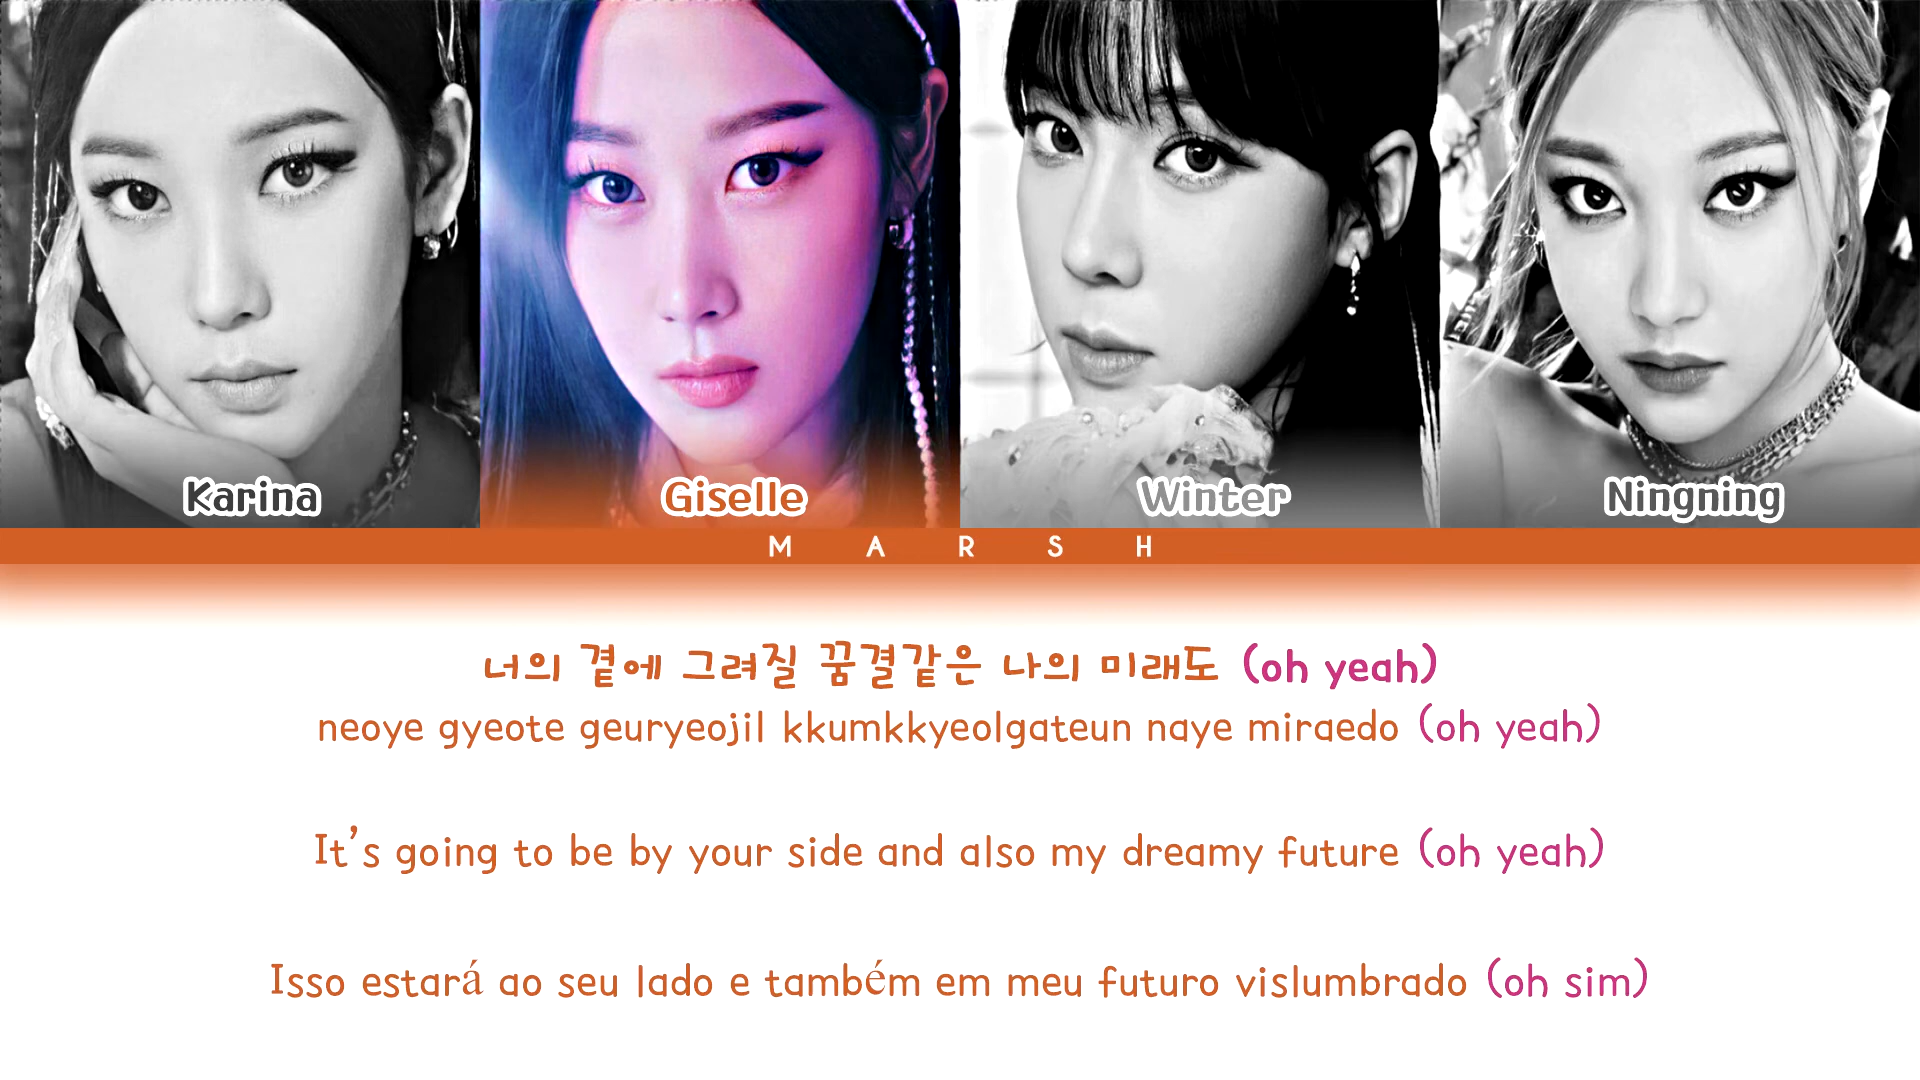 Karina
Giselle
Winter
Ningning
MARSH
너의 곁에 그려질 꿈결같은 나의 미래도 (oh yeah)
neoye gyeote geuryeojil kkumkkyeolgateun naye miraedo (oh yeah)
It's going to be by your side and also my dreamy future (oh yeah)
Isso estará ao seu lado e também em meu futuro vislumbrado (oh sim)